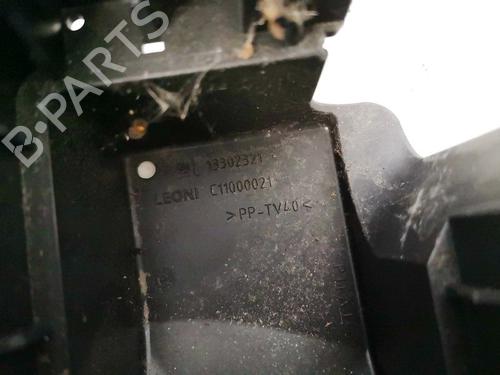 B-PARTS
13302321
LEONI C11000021
>PP-TV40<